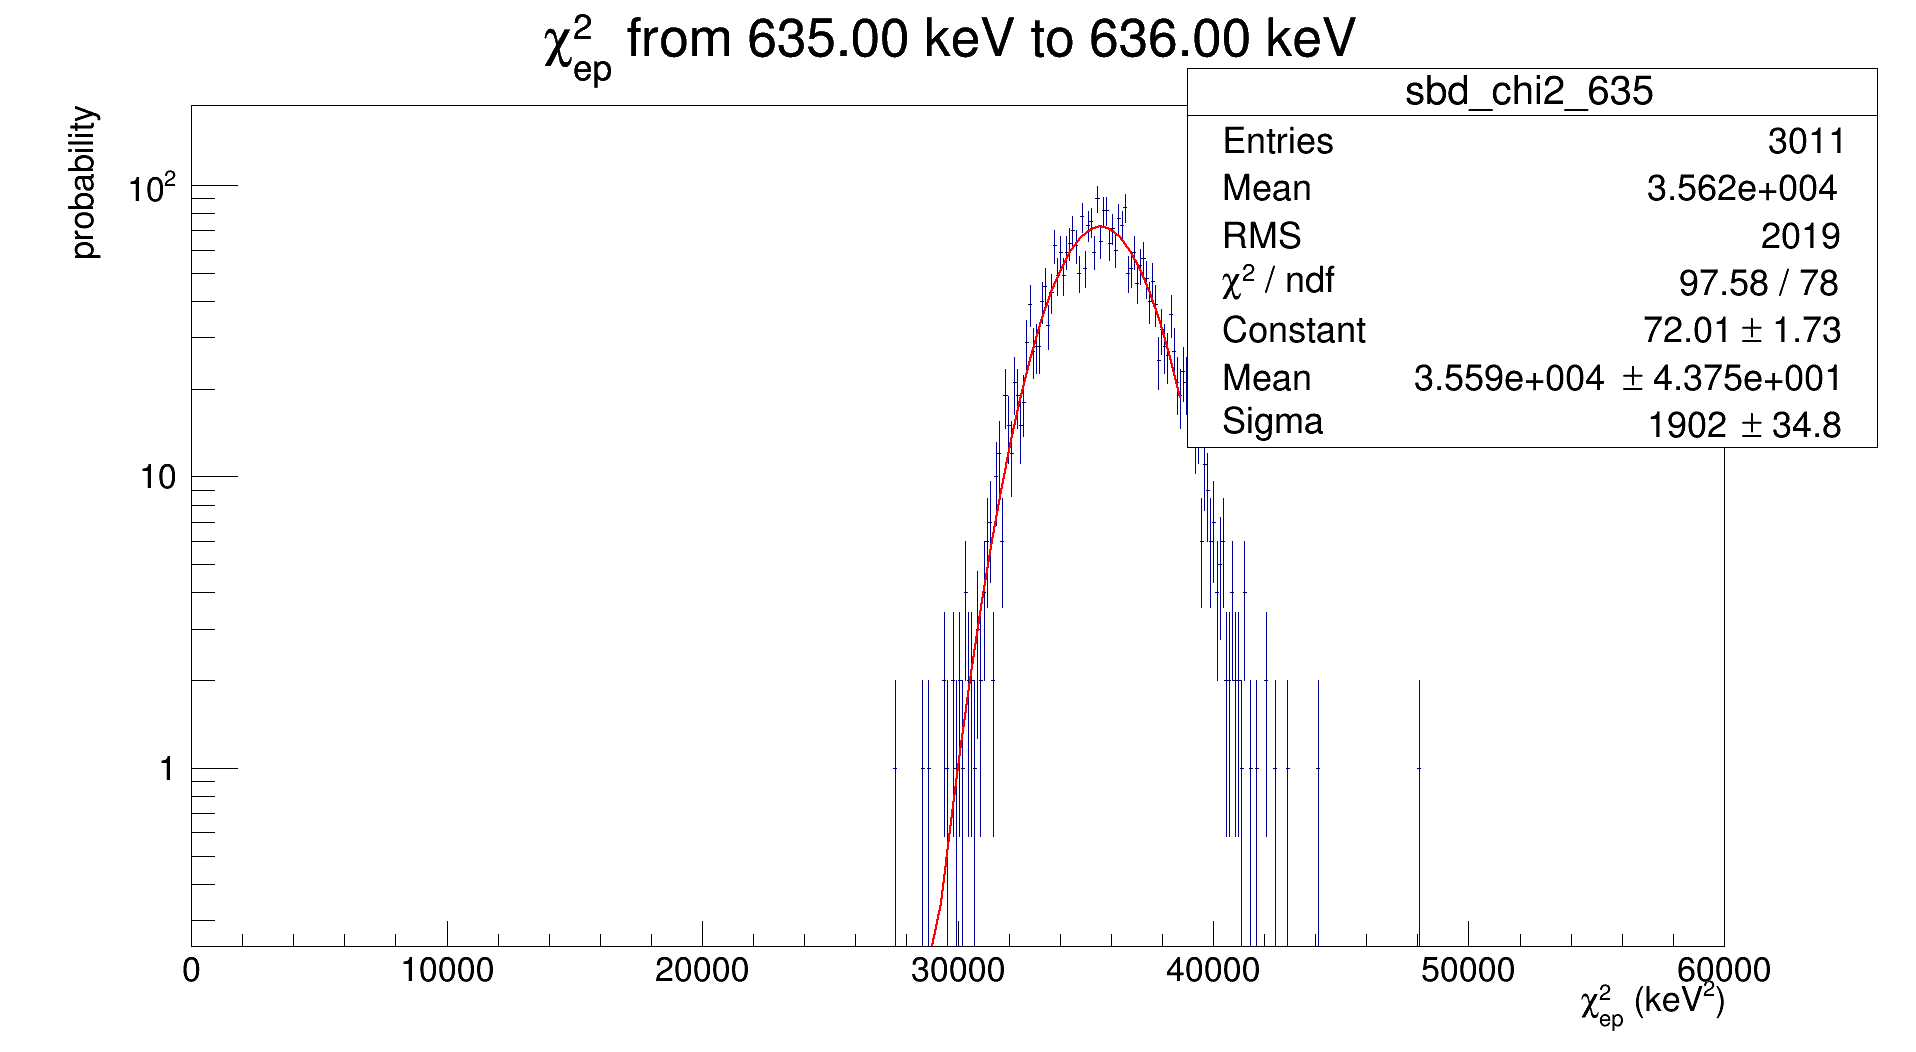 χ²ep from 635.00 keV to 636.00 keV
sbd_chi2_635
Entries 3011
Mean 3.562e+004
RMS 2019
χ² / ndf 97.58 / 78
Constant 72.01 ± 1.73
Mean 3.559e+004 ± 4.375e+001
Sigma 1902 ± 34.8
probability
10²
10
1
0 10000 20000 30000 40000 50000 60000
χ²ep (keV²)